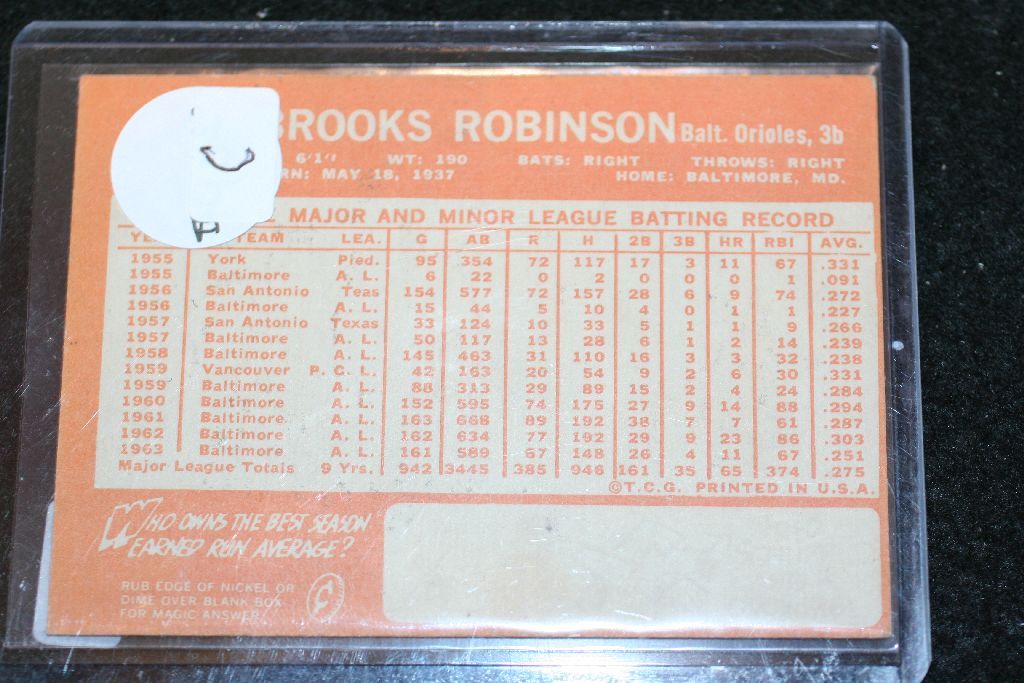 BROOKS ROBINSON Balt. Orioles, 3b
6'1" WT: 190 BATS: RIGHT THROWS: RIGHT
RN: MAY 18, 1937 HOME: BALTIMORE, MD.
MAJOR AND MINOR LEAGUE BATTING RECORD
TEAM LEA. G AB R H 2B 3B HR RBI AVG.
1955 York Pied. 95 354 72 117 17 3 11 67 .331
1955 Baltimore A. L. 6 22 0 2 0 0 0 1 .091
1956 San Antonio Teas 154 577 72 157 28 6 9 74 .272
1956 Baltimore A. L. 15 44 5 10 4 0 1 1 .227
1957 San Antonio Texas 33 124 10 33 5 1 1 9 .266
1957 Baltimore A. L. 50 117 13 28 6 1 2 14 .239
1958 Baltimore A. L. 145 463 31 110 16 3 3 32 .238
1959 Vancouver P. C. L. 42 163 20 54 9 2 6 30 .331
1959 Baltimore A. L. 88 313 29 89 15 2 4 24 .284
1960 Baltimore A. L. 152 595 74 175 27 9 14 88 .294
1961 Baltimore A. L. 163 668 89 192 38 7 7 61 .287
1962 Baltimore A. L. 162 634 77 192 29 9 23 86 .303
1963 Baltimore A. L. 161 589 67 148 26 4 11 67 .251
Major League Totals 9 Yrs. 942 3445 385 946 161 35 65 374 .275
©T.C.G. PRINTED IN U.S.A.
WHO OWNS THE BEST SEASON
EARNED RUN AVERAGE?
RUB EDGE OF NICKEL OR
DIME OVER BLANK BOX
FOR MAGIC ANSWER